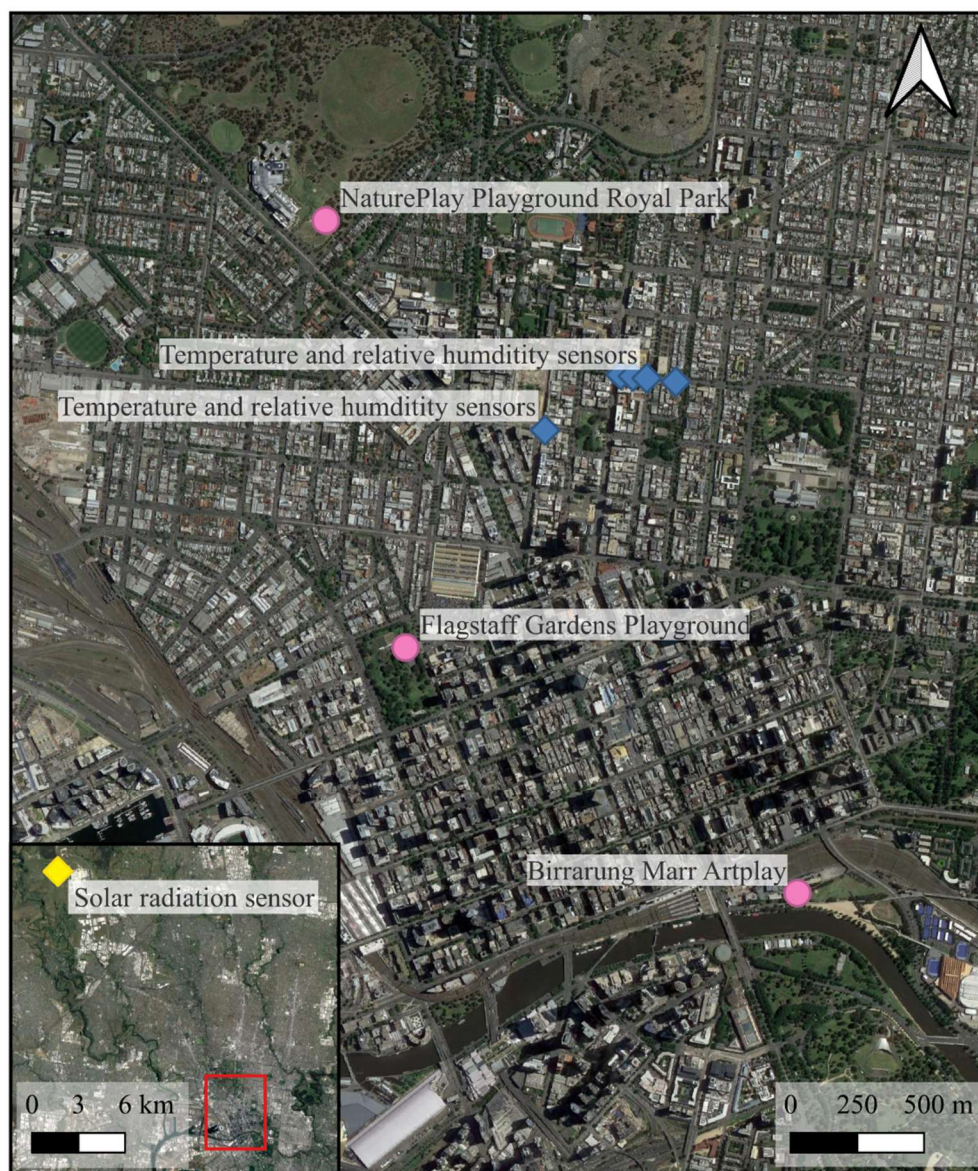 NaturePlay Playground Royal Park
Temperature and relative humditity sensors
Temperature and relative humditity sensors
Flagstaff Gardens Playground
Birrarung Marr Artplay
Solar radiation sensor
0 3 6 km
0 250 500 m